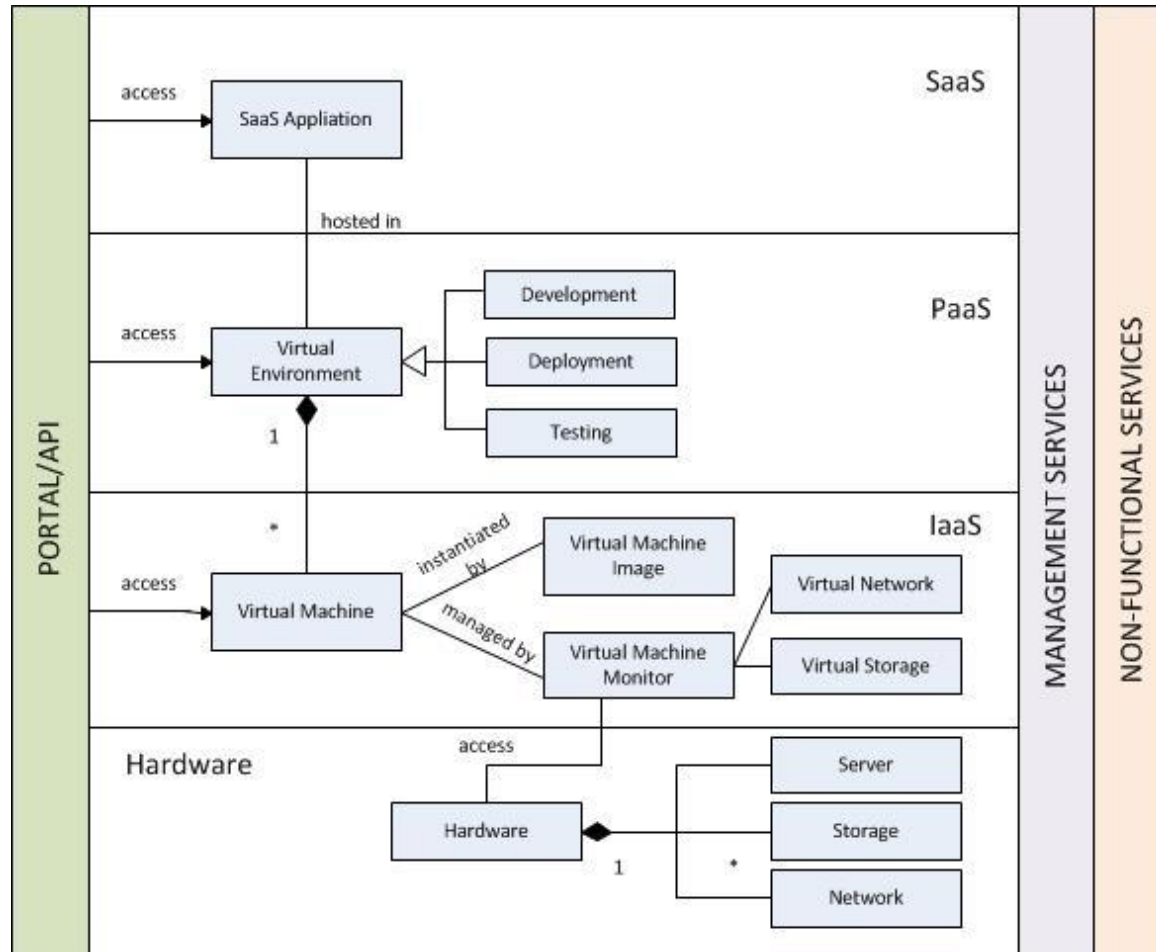 PORTAL/API
SaaS
access
SaaS Appliation
hosted in
PaaS
Development
access
Virtual
Environment
Deployment
Testing
1
*
IaaS
instantiated
by
Virtual Machine
Image
access
Virtual Machine
Virtual Network
managed by
Virtual Machine
Monitor
Virtual Storage
Hardware
access
Server
Hardware
Storage
1
*
Network
MANAGEMENT SERVICES
NON-FUNCTIONAL SERVICES